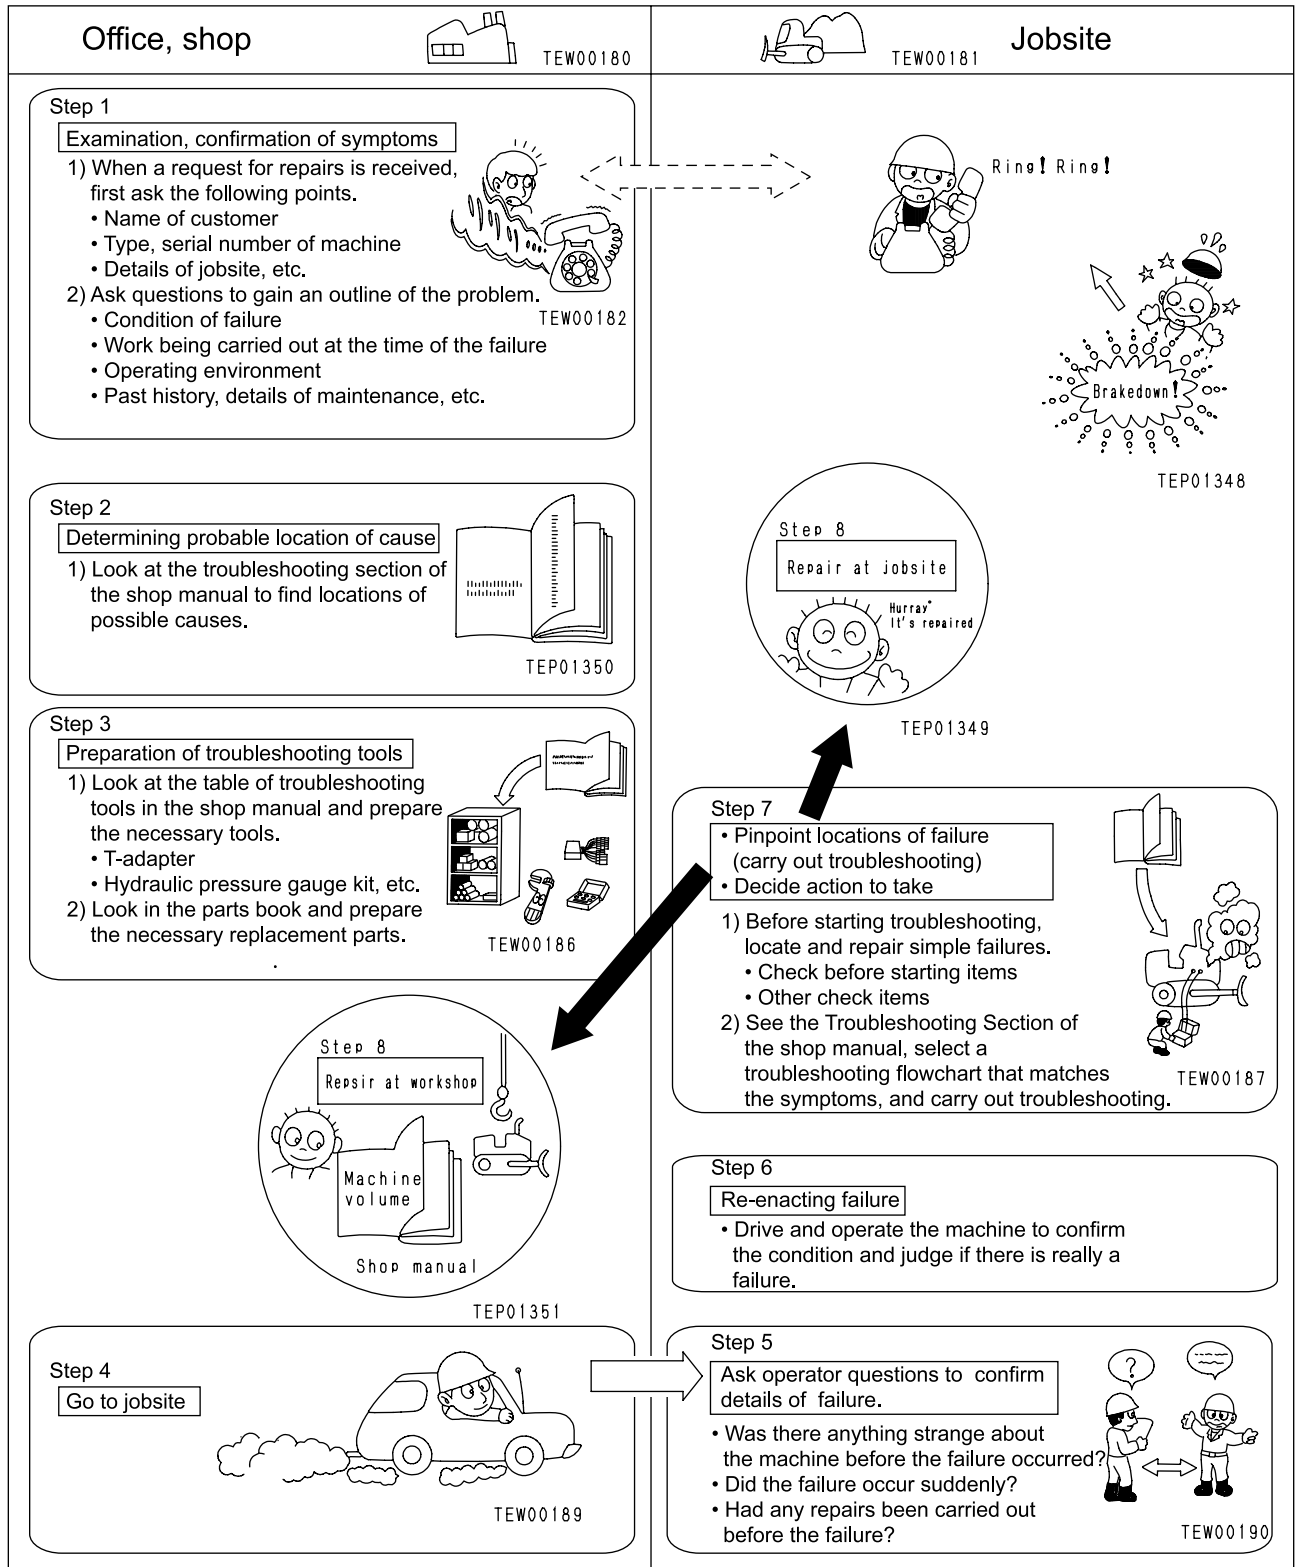 Office, shop
TEW00180
TEW00181
Jobsite
Step 1
Examination, confirmation of symptoms
1) When a request for repairs is received,
first ask the following points.
• Name of customer
• Type, serial number of machine
• Details of jobsite, etc.
2) Ask questions to gain an outline of the problem.
• Condition of failure
TEW00182
• Work being carried out at the time of the failure
• Operating environment
• Past history, details of maintenance, etc.
Ring! Ring!
Brakedown!
TEP01348
Step 2
Determining probable location of cause
1) Look at the troubleshooting section of
the shop manual to find locations of
possible causes.
TEP01350
Step 8
Repair at jobsite
Hurray"
It's repaired
TEP01349
Step 3
Preparation of troubleshooting tools
1) Look at the table of troubleshooting
tools in the shop manual and prepare
the necessary tools.
• T-adapter
• Hydraulic pressure gauge kit, etc.
2) Look in the parts book and prepare
the necessary replacement parts.
TEW00186
.
Step 7
• Pinpoint locations of failure
(carry out troubleshooting)
• Decide action to take
1) Before starting troubleshooting,
locate and repair simple failures.
• Check before starting items
• Other check items
2) See the Troubleshooting Section of
the shop manual, select a
troubleshooting flowchart that matches
the symptoms, and carry out troubleshooting.
TEW00187
Step 8
Repsir at workshop
Machine
volume
Shop manual
TEP01351
Step 6
Re-enacting failure
• Drive and operate the machine to confirm
the condition and judge if there is really a
failure.
Step 4
Go to jobsite
TEW00189
Step 5
Ask operator questions to confirm
details of failure.
?
• Was there anything strange about
the machine before the failure occurred?
• Did the failure occur suddenly?
• Had any repairs been carried out
before the failure?
TEW00190